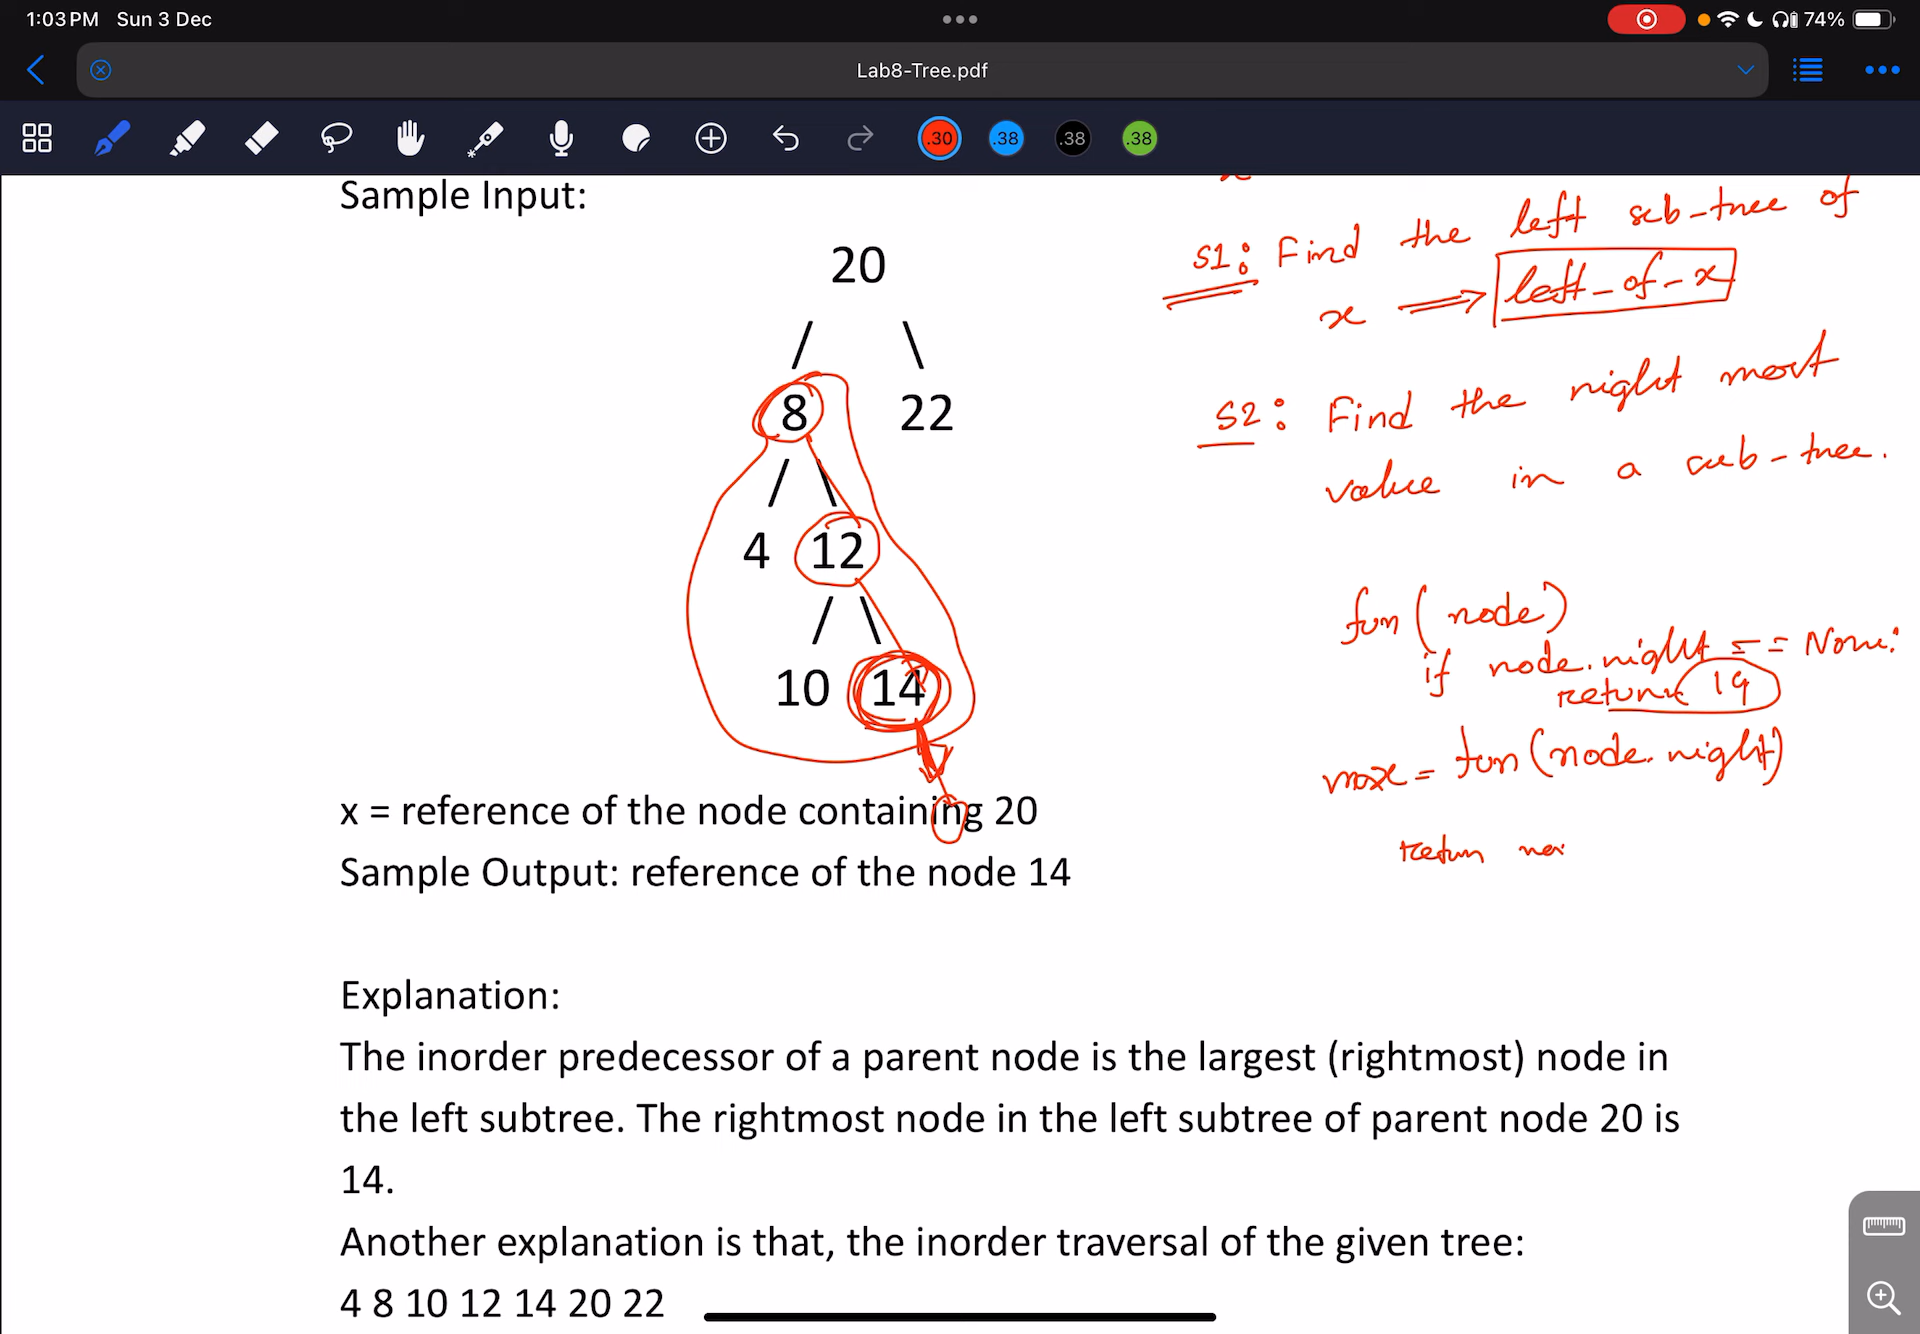 1:03 PM Sun 3 Dec
74%
Lab8-Tree.pdf
.30 .38 .38 .38
Sample Input:
20
/ \
8 22
/ \
4 12
/ \
10 14
x = reference of the node containing 20
Sample Output: reference of the node 14
Explanation:
The inorder predecessor of a parent node is the largest (rightmost) node in
the left subtree. The rightmost node in the left subtree of parent node 20 is
14.
Another explanation is that, the inorder traversal of the given tree:
4 8 10 12 14 20 22
S1: Find the left sub-tree of
x ⟹ left-of-x
S2: Find the right most
value in a sub-tree.
fun(node)
if node.right == None:
return 14
max = fun(node.right)
return